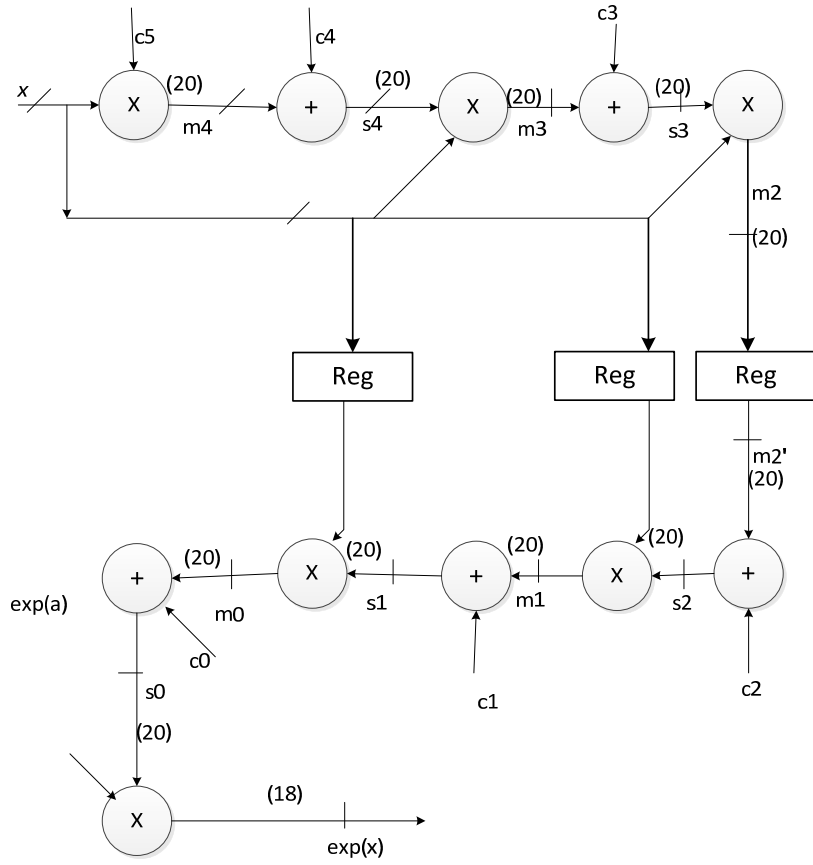 c5
c4
c3
x
X
(20)
m4
+
(20)
s4
X
(20)
m3
+
(20)
s3
X
m2
(20)
Reg
Reg
Reg
m2'
(20)
+
(20)
m0
X
(20)
s1
+
(20)
m1
X
(20)
s2
+
exp(a)
c0
c1
c2
s0
(20)
X
(18)
exp(x)